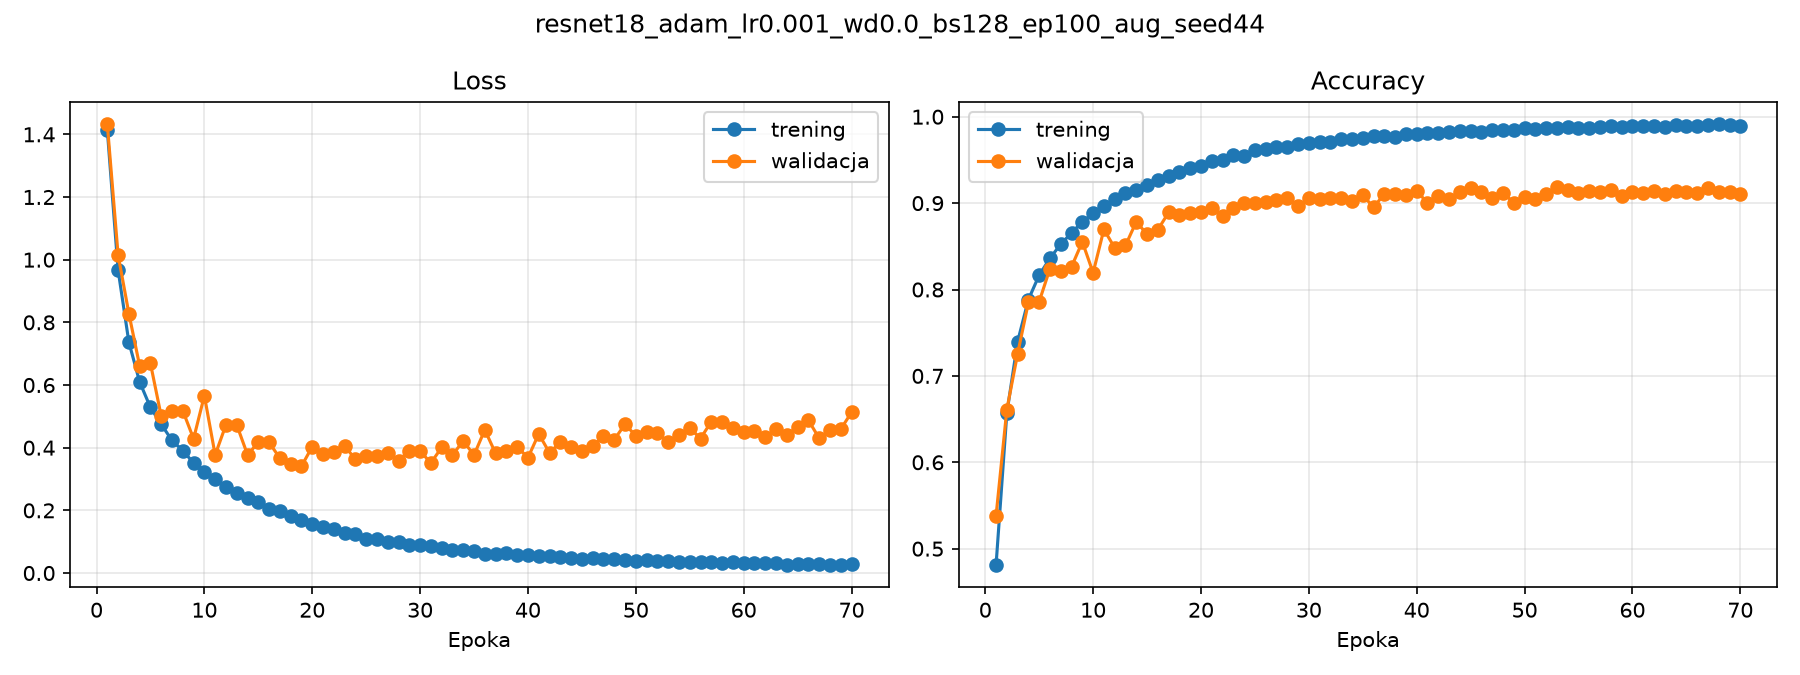 resnet18_adam_lr0.001_wd0.0_bs128_ep100_aug_seed44
Loss
trening
walidacja
1.4
1.2
1.0
0.8
0.6
0.4
0.2
0.0
0 10 20 30 40 50 60 70
Epoka
Accuracy
trening
walidacja
1.0
0.9
0.8
0.7
0.6
0.5
0 10 20 30 40 50 60 70
Epoka